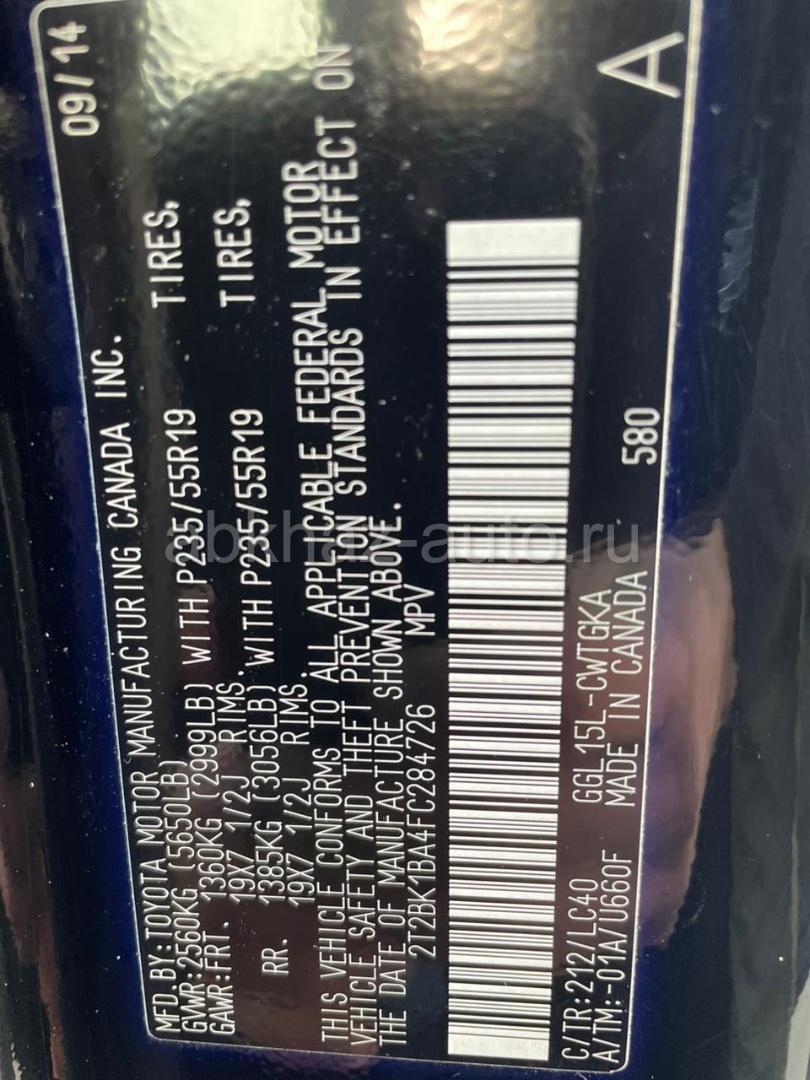 MFD.BY:TOYOTA MOTOR MANUFACTURING CANADA INC. 09/14
GVWR:2560KG (5650LB)
GAWR:FRT. 1360KG (2999LB) WITH P235/55R19 TIRES,
19X7 1/2J RIMS.
RR. 1385KG (3056LB) WITH P235/55R19 TIRES,
19X7 1/2J RIMS.
THIS VEHICLE CONFORMS TO ALL APPLICABLE FEDERAL MOTOR
VEHICLE SAFETY AND THEFT PREVENTION STANDARDS IN EFFECT ON
THE DATE OF MANUFACTURE SHOWN ABOVE.
2T2BK1BA4FC284726 MPV
C/TR:212/LC40 GGL15L-CWTGKA
A/TM:-01A/U660F MADE IN CANADA 580
A
abkhaz-auto.ru